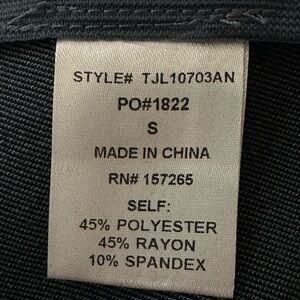 STYLE# TJL10703AN
PO#1822
S
MADE IN CHINA
RN# 157265
SELF:
45% POLYESTER
45% RAYON
10% SPANDEX